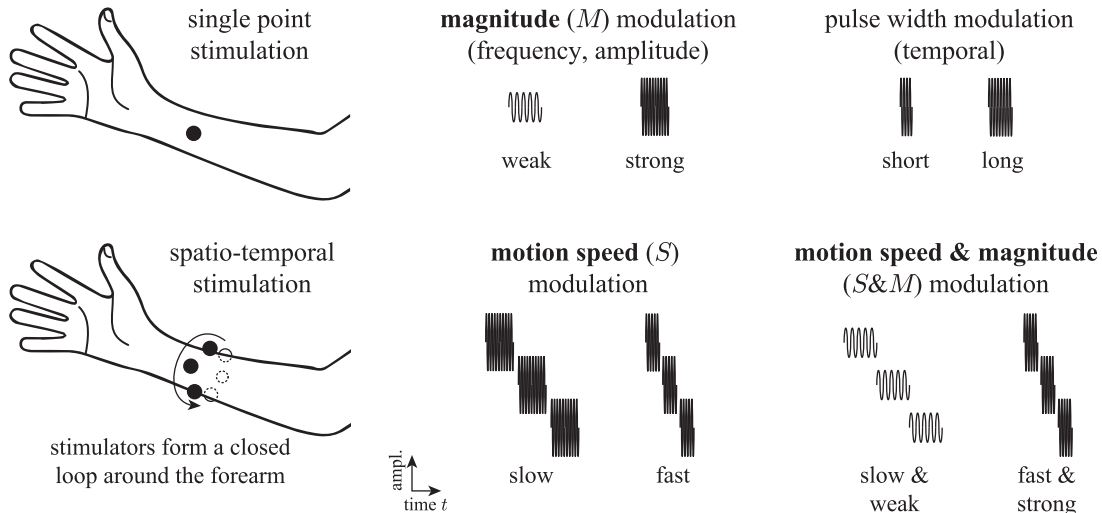 single point
stimulation
magnitude (M) modulation
(frequency, amplitude)
weak
strong
pulse width modulation
(temporal)
short
long
spatio-temporal
stimulation
stimulators form a closed
loop around the forearm
motion speed (S)
modulation
ampl.
time t
slow
fast
motion speed & magnitude
(S&M) modulation
slow &
weak
fast &
strong